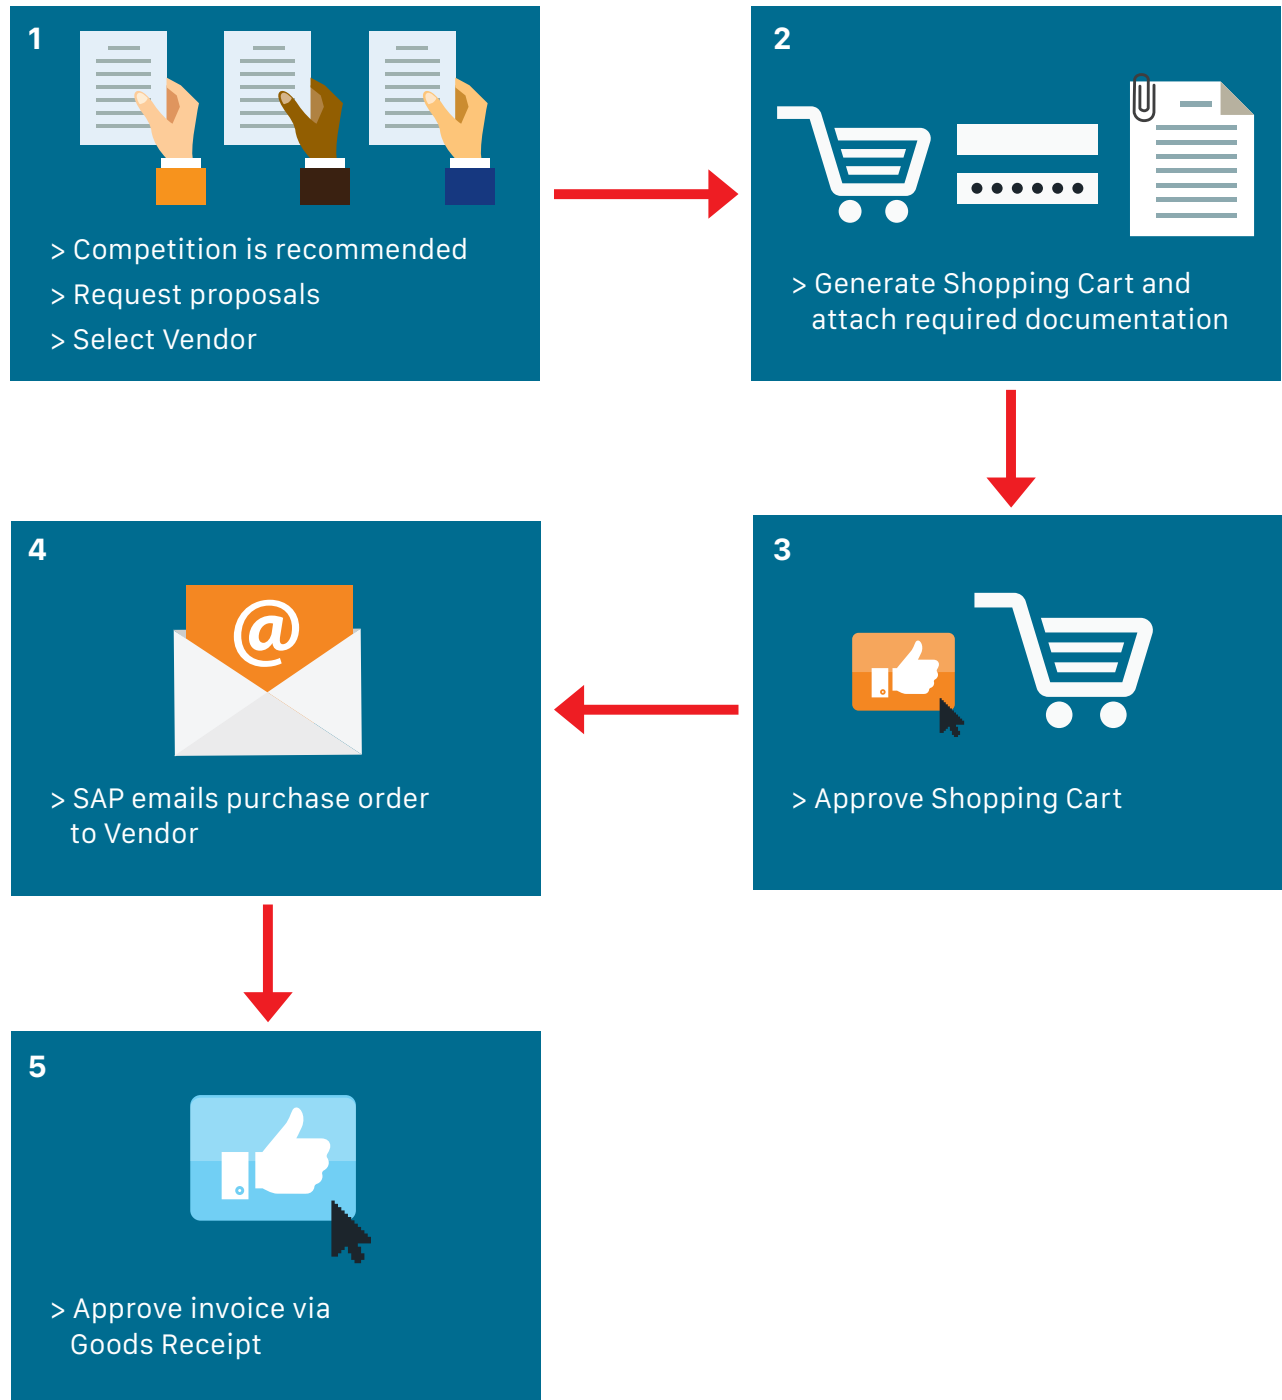 1
> Competition is recommended
> Request proposals
> Select Vendor
2
> Generate Shopping Cart and
attach required documentation
3
> Approve Shopping Cart
4
@
> SAP emails purchase order
to Vendor
5
> Approve invoice via
Goods Receipt